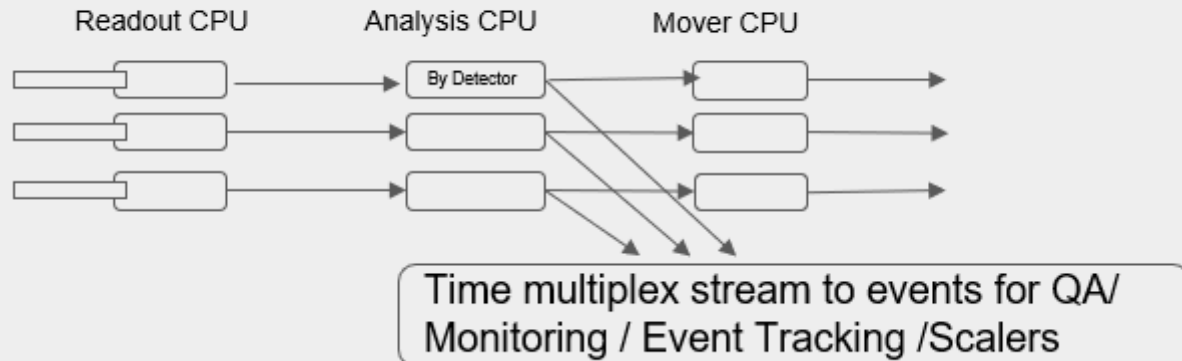 Readout CPU
Analysis CPU
Mover CPU
By Detector
Time multiplex stream to events for QA/
Monitoring / Event Tracking /Scalers